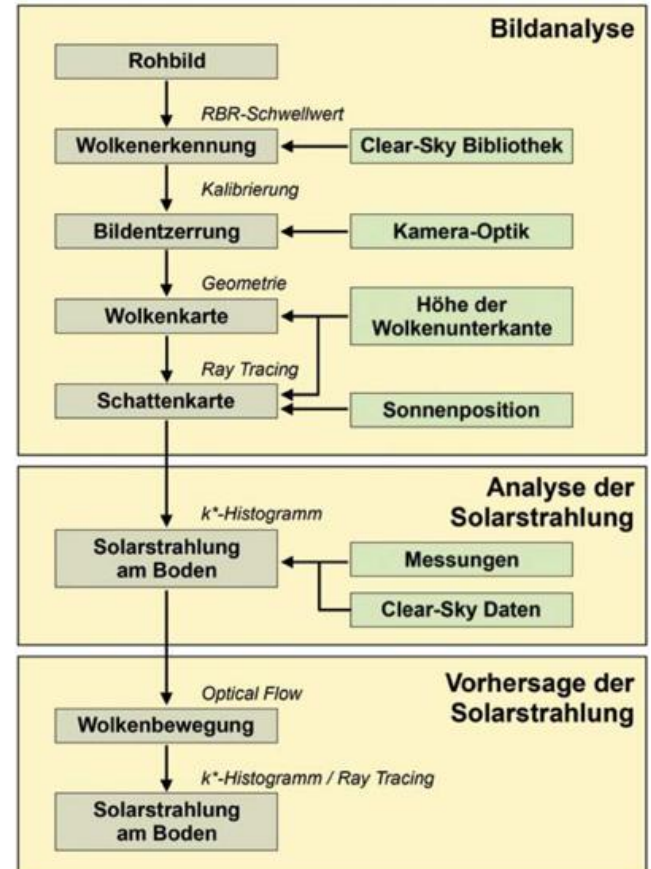 Bildanalyse
Rohbild
RBR-Schwellwert
Wolkenerkennung
Clear-Sky Bibliothek
Kalibrierung
Bildentzerrung
Kamera-Optik
Geometrie
Wolkenkarte
Höhe der
Wolkenunterkante
Ray Tracing
Schattenkarte
Sonnenposition
Analyse der
Solarstrahlung
k*-Histogramm
Solarstrahlung
am Boden
Messungen
Clear-Sky Daten
Vorhersage der
Solarstrahlung
Optical Flow
Wolkenbewegung
k*-Histogramm / Ray Tracing
Solarstrahlung
am Boden